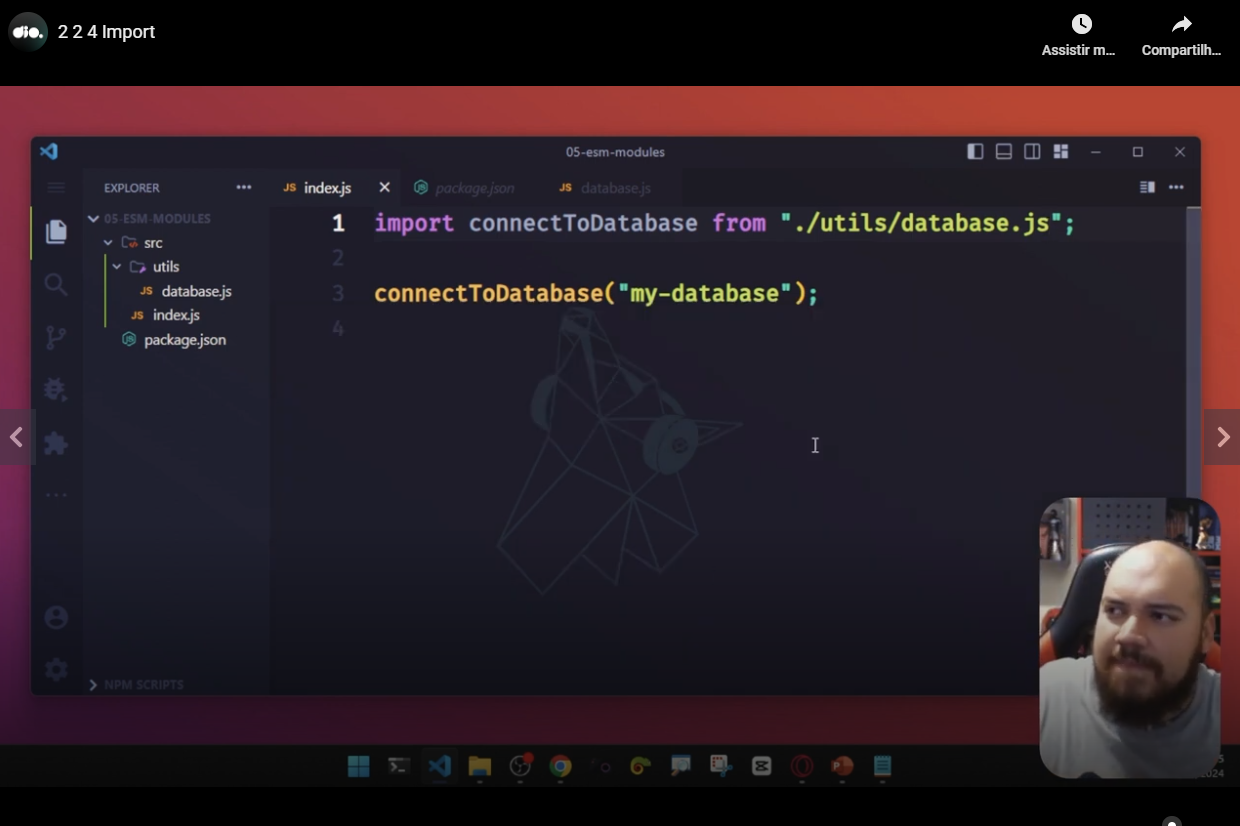 dio.
2 2 4 Import
Assistir m...
Compartilh...
05-esm-modules
EXPLORER
JS index.js
package.json
JS database.js
05-ESM-MODULES
src
utils
JS database.js
JS index.js
package.json
NPM SCRIPTS
1 import connectToDatabase from "./utils/database.js";
2
3 connectToDatabase("my-database");
4